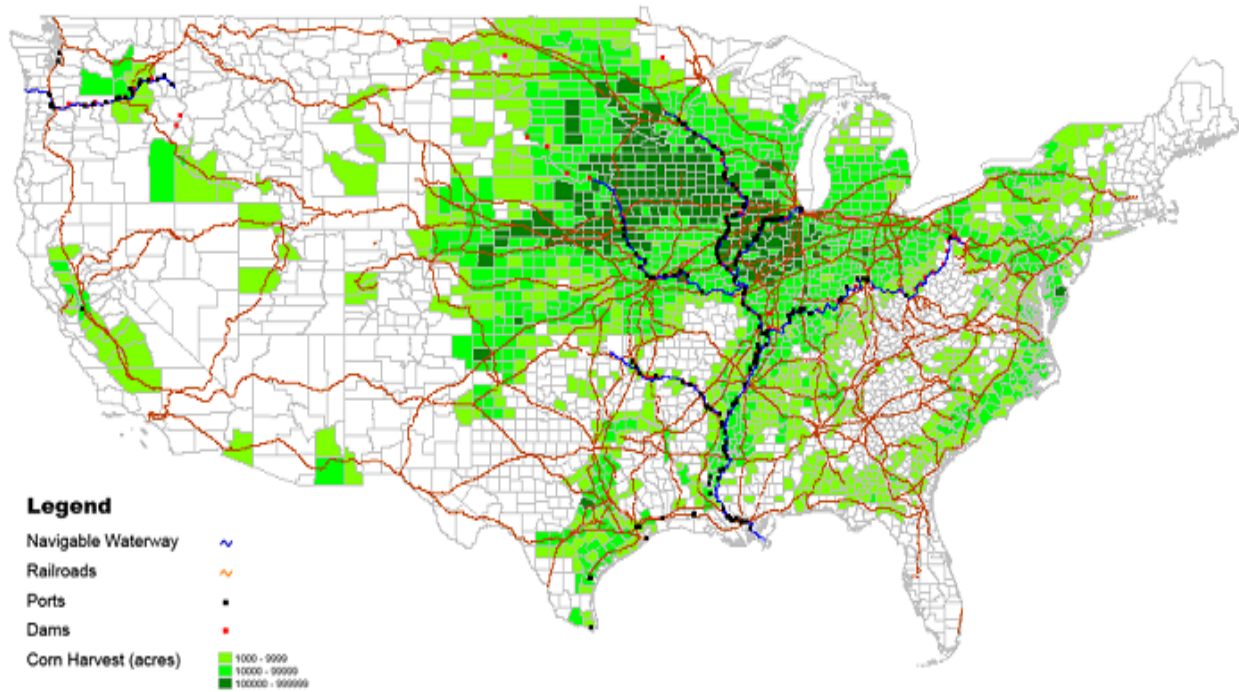 Legend
Navigable Waterway
Railroads
Ports
Dams
Corn Harvest (acres)
1000 - 9999
10000 - 99999
100000 - 999999